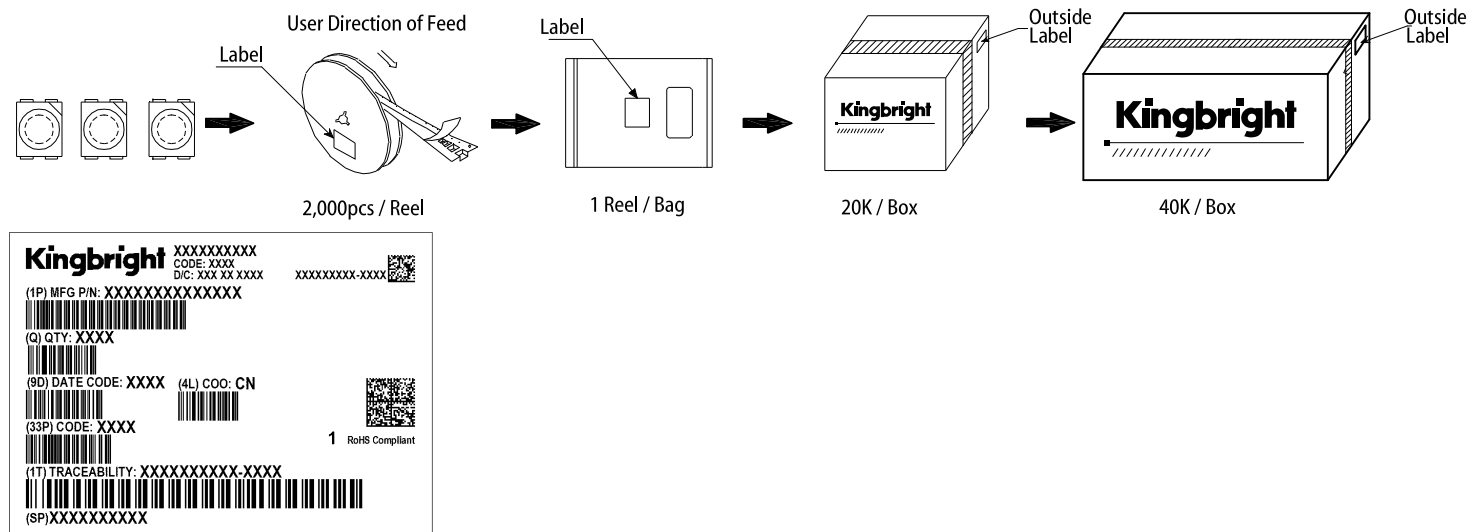 User Direction of Feed
Label
Label
Outside
Label
Outside
Label
Kingbright
Kingbright
2,000pcs / Reel
1 Reel / Bag
20K / Box
40K / Box
Kingbright
XXXXXXXXXX
CODE: XXXX
D/C: XXX XX XXXX
XXXXXXXXX-XXXX
(1P) MFG P/N: XXXXXXXXXXXXXX
(Q) QTY: XXXX
(9D) DATE CODE: XXXX
(4L) COO: CN
(33P) CODE: XXXX
1 RoHS Compliant
(1T) TRACEABILITY: XXXXXXXXXX-XXXX
(SP)XXXXXXXXXX